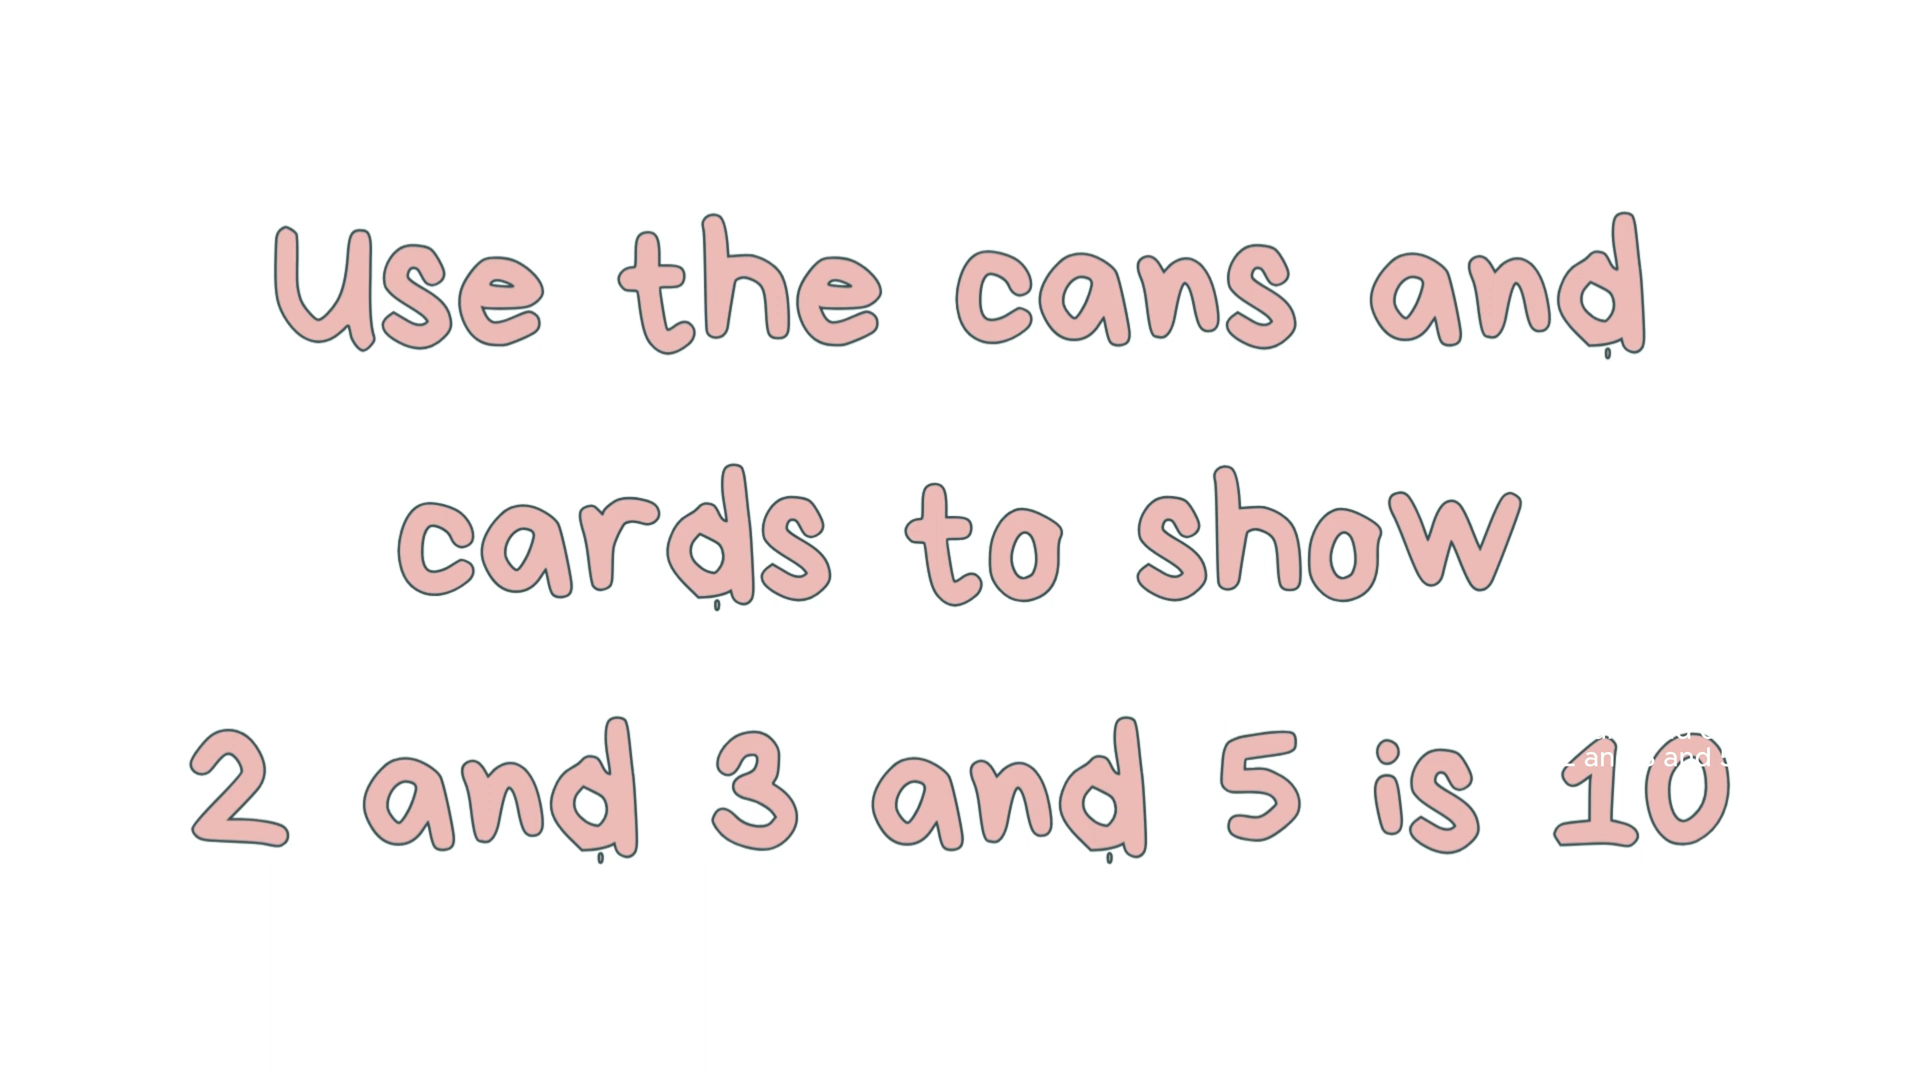 Use the cans and
cards to show
2 and 3 and 5 is 10